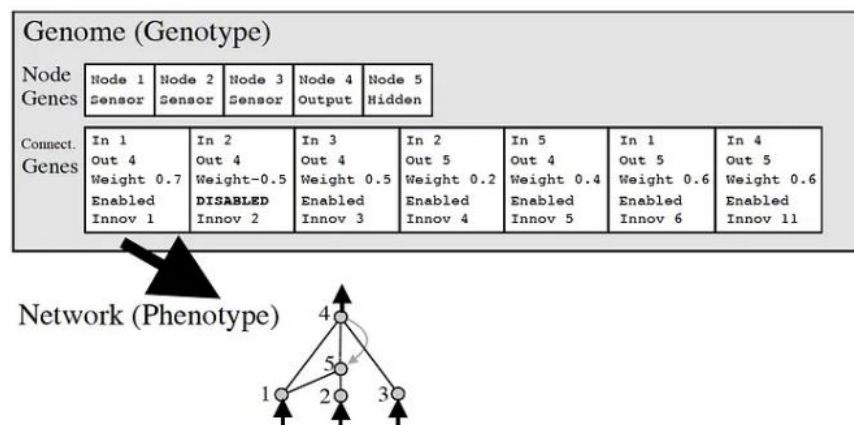 Genome (Genotype)
Node Genes
Node 1 Node 2 Node 3 Node 4 Node 5
Sensor Sensor Sensor Output Hidden
Connect. Genes
In 1 In 2 In 3 In 2 In 5 In 1 In 4
Out 4 Out 4 Out 4 Out 5 Out 4 Out 5 Out 5
Weight 0.7 Weight-0.5 Weight 0.5 Weight 0.2 Weight 0.4 Weight 0.6 Weight 0.6
Enabled DISABLED Enabled Enabled Enabled Enabled Enabled
Innov 1 Innov 2 Innov 3 Innov 4 Innov 5 Innov 6 Innov 11
Network (Phenotype)
4
5
1 2 3